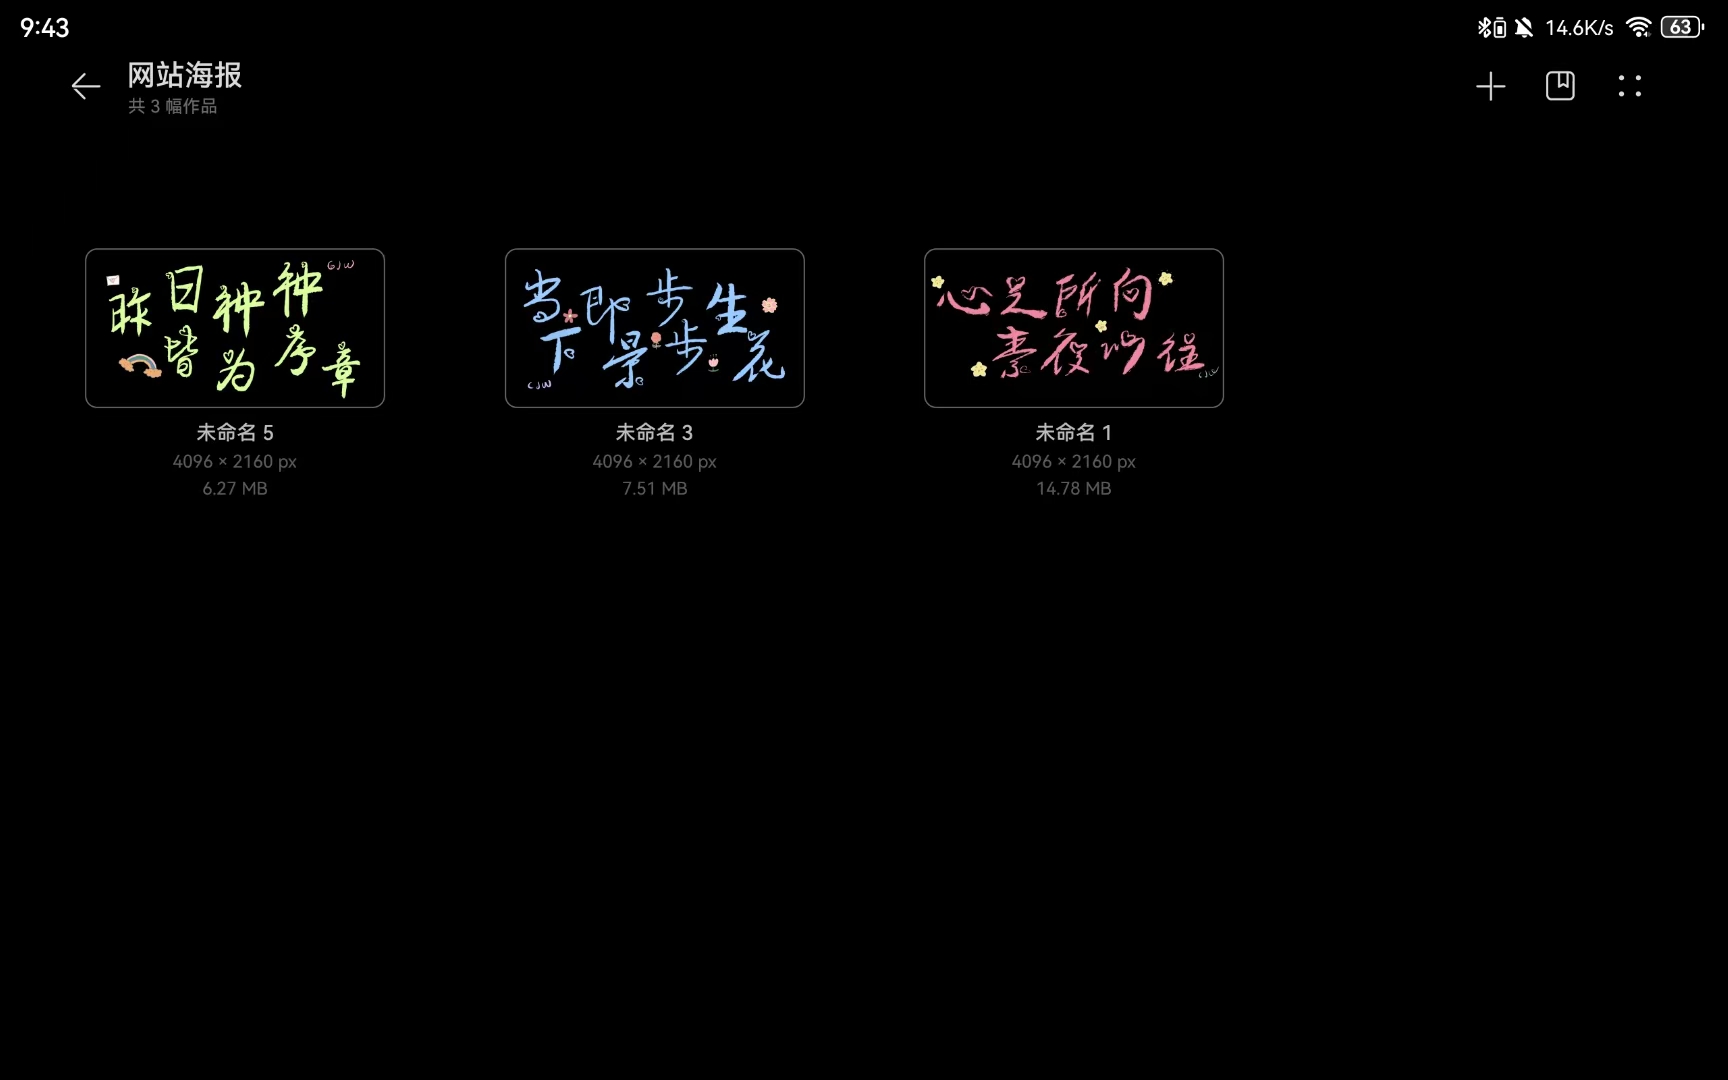 9:43
14.6K/s
63
网站海报
共 3 幅作品
昨日种种
皆为序章
GJW
当下即景
步步生花
CJW
心之所向
素履以往
CJW
未命名 5
4096 × 2160 px
6.27 MB
未命名 3
4096 × 2160 px
7.51 MB
未命名 1
4096 × 2160 px
14.78 MB